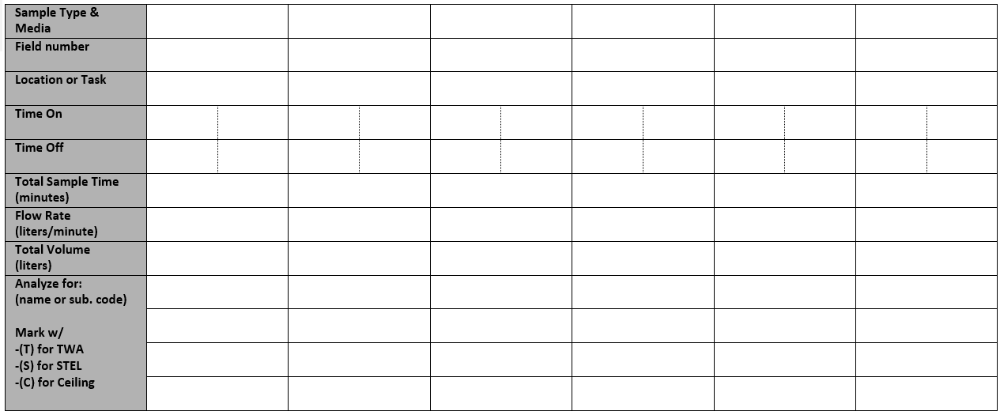 Sample Type &
Media
Field number
Location or Task
Time On
Time Off
Total Sample Time
(minutes)
Flow Rate
(liters/minute)
Total Volume
(liters)
Analyze for:
(name or sub. code)
Mark w/
-(T) for TWA
-(S) for STEL
-(C) for Ceiling